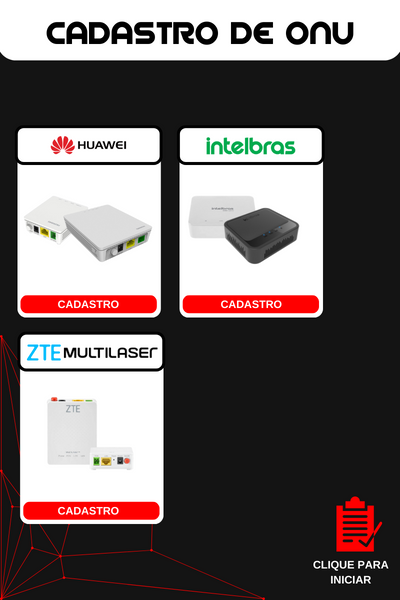 CADASTRO DE ONU
HUAWEI
intelbras
intelbras
CADASTRO
CADASTRO
ZTE MULTILASER
ZTE
CADASTRO
CLIQUE PARA
INICIAR